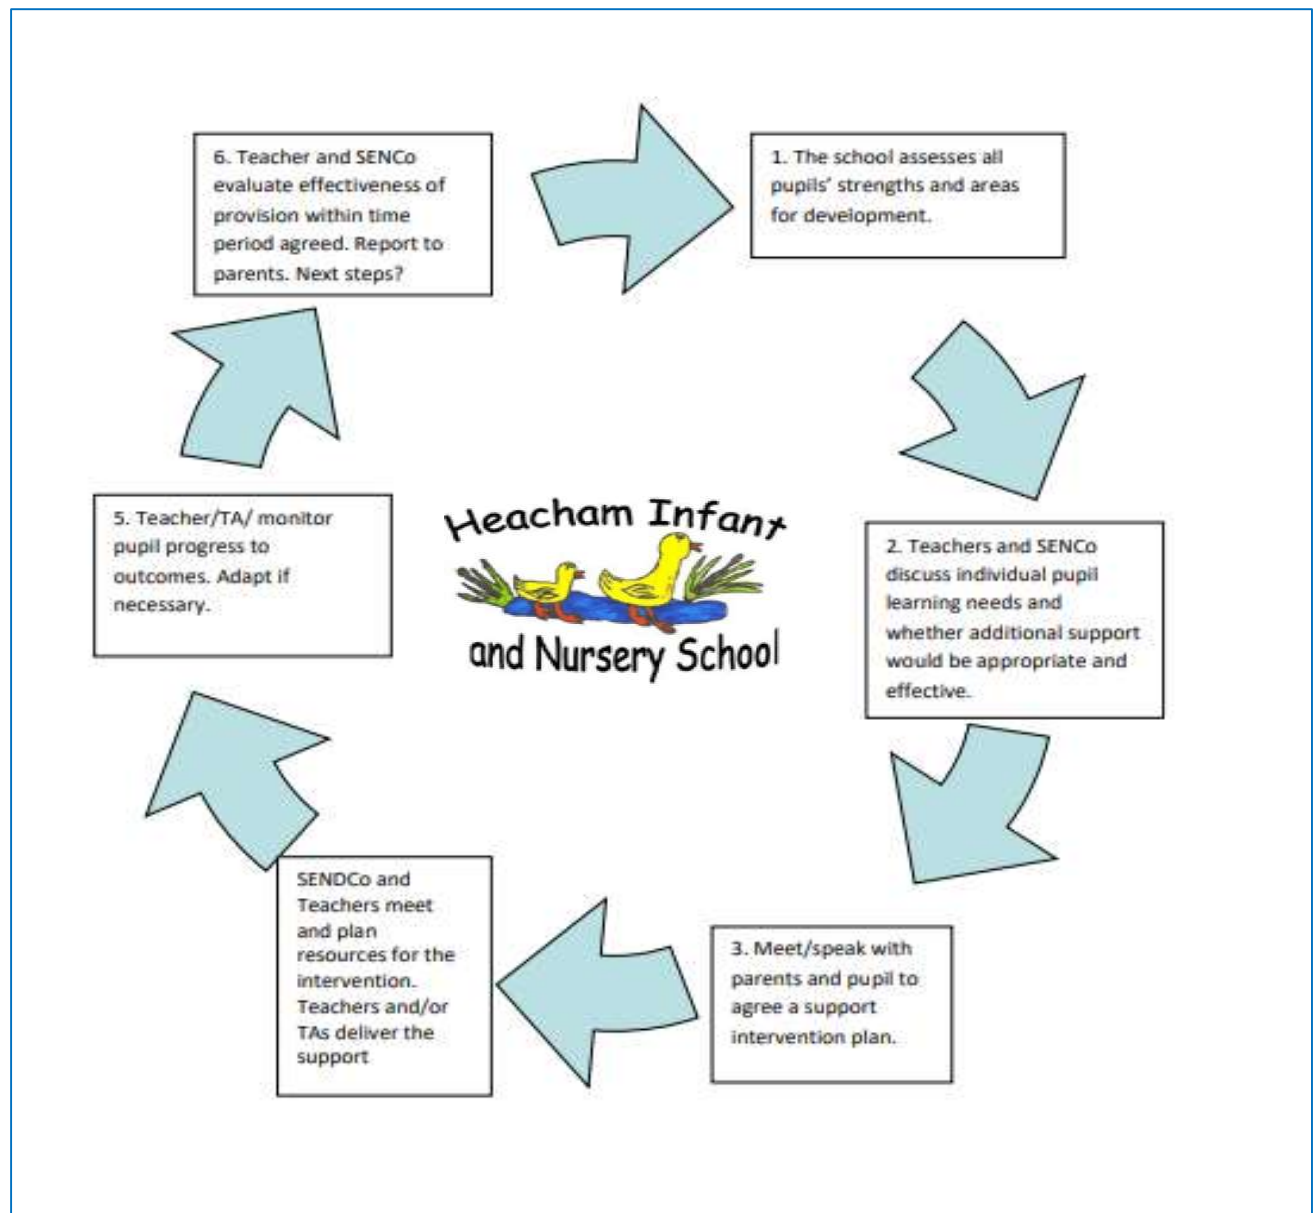 6. Teacher and SENCo
evaluate effectiveness of
provision within time
period agreed. Report to
parents. Next steps?
1. The school assesses all
pupils’ strengths and areas
for development.
5. Teacher/TA/ monitor
pupil progress to
outcomes. Adapt if
necessary.
Heacham Infant
and Nursery School
2. Teachers and SENCo
discuss individual pupil
learning needs and
whether additional support
would be appropriate and
effective.
SENDCo and
Teachers meet
and plan
resources for the
intervention.
Teachers and/or
TAs deliver the
support
3. Meet/speak with
parents and pupil to
agree a support
intervention plan.